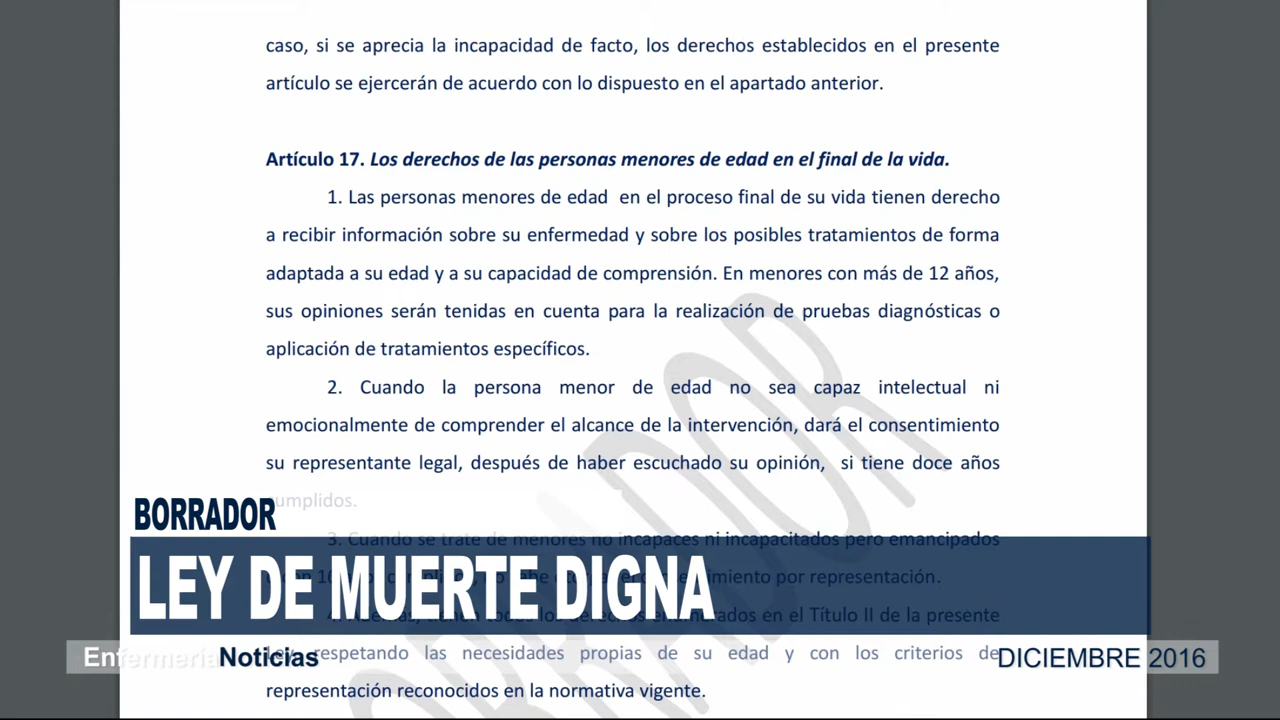 caso, si se aprecia la incapacidad de facto, los derechos establecidos en el presente
artículo se ejercerán de acuerdo con lo dispuesto en el apartado anterior.
Artículo 17. Los derechos de las personas menores de edad en el final de la vida.
1. Las personas menores de edad en el proceso final de su vida tienen derecho
a recibir información sobre su enfermedad y sobre los posibles tratamientos de forma
adaptada a su edad y a su capacidad de comprensión. En menores con más de 12 años,
sus opiniones serán tenidas en cuenta para la realización de pruebas diagnósticas o
aplicación de tratamientos específicos.
2. Cuando la persona menor de edad no sea capaz intelectual ni
emocionalmente de comprender el alcance de la intervención, dará el consentimiento
su representante legal, después de haber escuchado su opinión, si tiene doce años
cumplidos.
BORRADOR
3. Cuando se trate de menores no incapaces ni incapacitados pero emancipados
por representación.
LEY DE MUERTE DIGNA
en el Título II de la presente
Enfermería Noticias
DICIEMBRE 2016
Ley, respetando las necesidades propias de su edad y con los criterios de
representación reconocidos en la normativa vigente.
BORRADOR